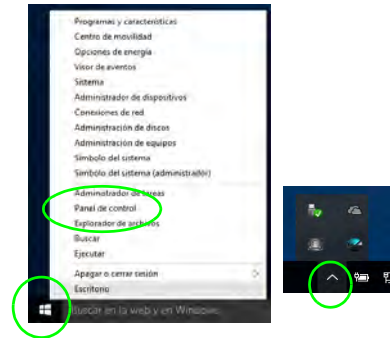 Programas y características
Centro de movilidad
Opciones de energía
Visor de eventos
Sistema
Administrador de dispositivos
Conexiones de red
Administración de discos
Administración de equipos
Símbolo del sistema
Símbolo del sistema (administrador)
Administrador de tareas
Panel de control
Explorador de archivos
Buscar
Ejecutar
Apagar o cerrar sesión
Escritorio
Buscar en la web y en Windows